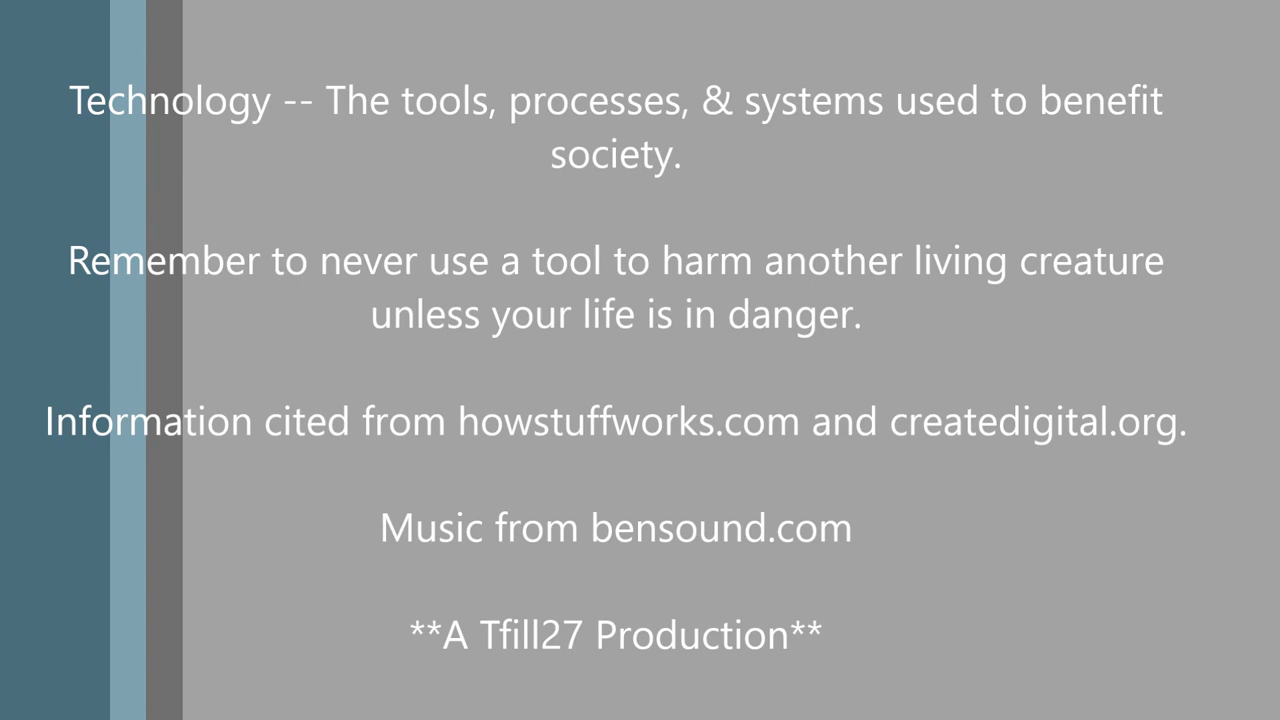 Technology -- The tools, processes, & systems used to benefit
society.
Remember to never use a tool to harm another living creature
unless your life is in danger.
Information cited from howstuffworks.com and createdigital.org.
Music from bensound.com
**A Tfill27 Production**